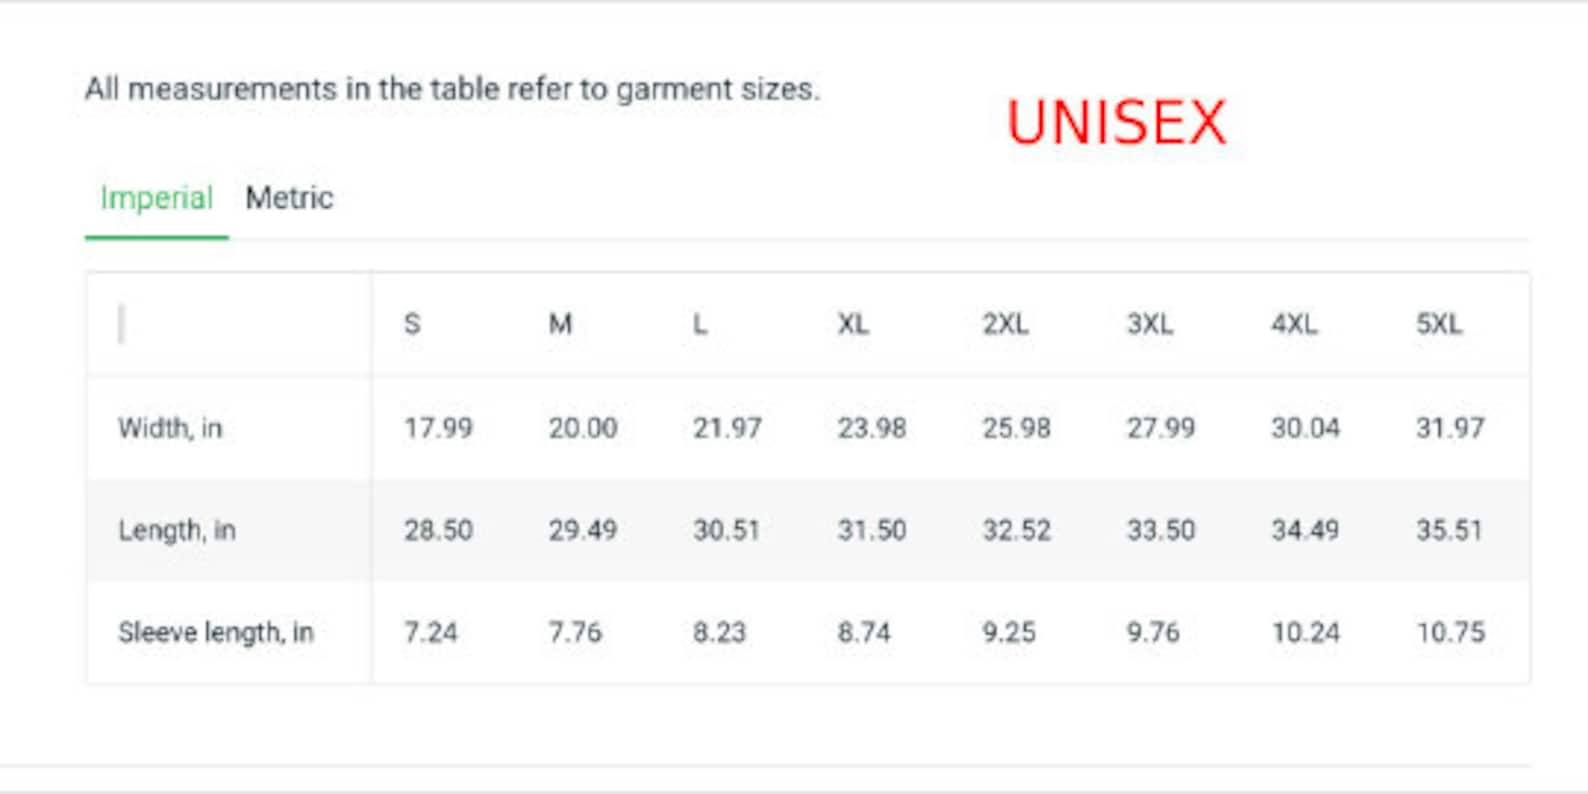 All measurements in the table refer to garment sizes.
UNISEX
Imperial Metric
S M L XL 2XL 3XL 4XL 5XL
Width, in 17.99 20.00 21.97 23.98 25.98 27.99 30.04 31.97
Length, in 28.50 29.49 30.51 31.50 32.52 33.50 34.49 35.51
Sleeve length, in 7.24 7.76 8.23 8.74 9.25 9.76 10.24 10.75